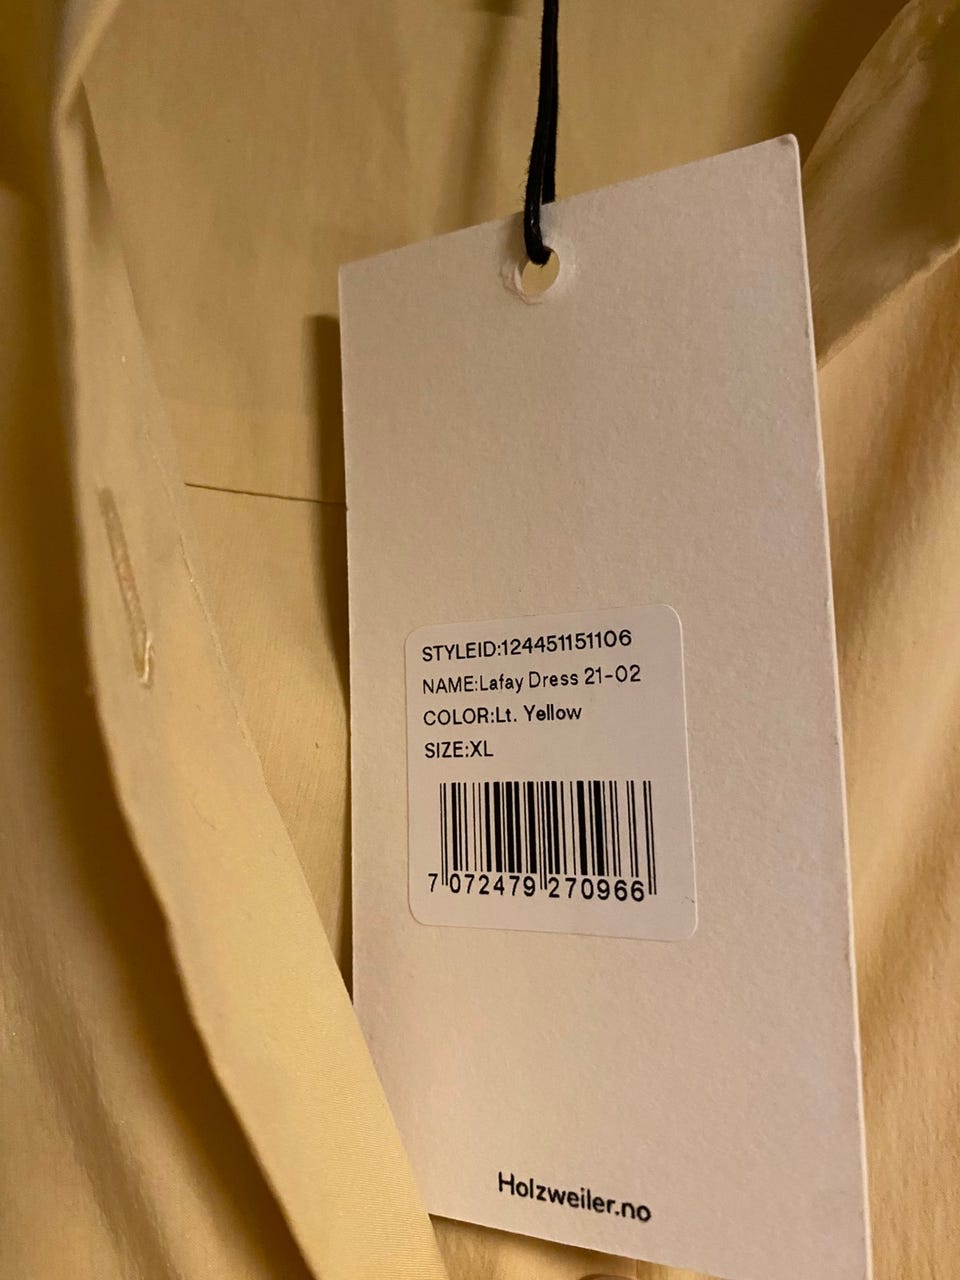 STYLEID:124451151106
NAME:Lafay Dress 21-02
COLOR:Lt. Yellow
SIZE:XL
7 072479 270966
Holzweiler.no